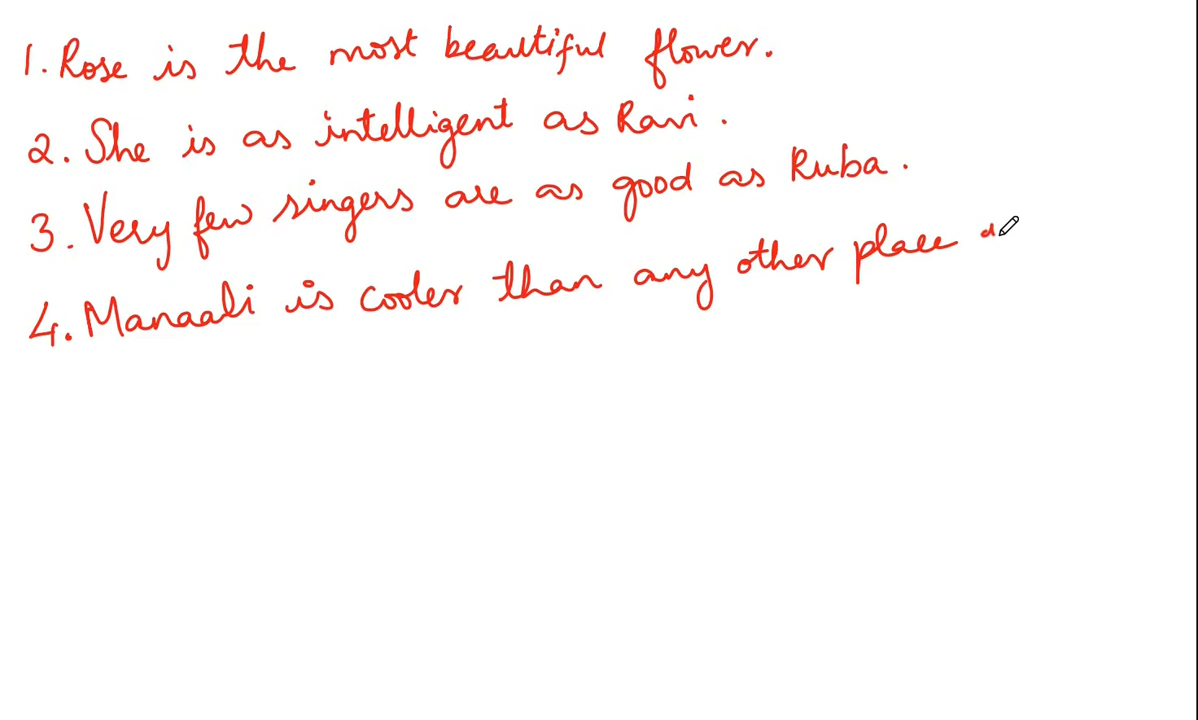 1. Rose is the most beautiful flower.
2. She is as intelligent as Ravi.
3. Very few singers are as good as Ruba.
4. Manaali is cooler than any other place